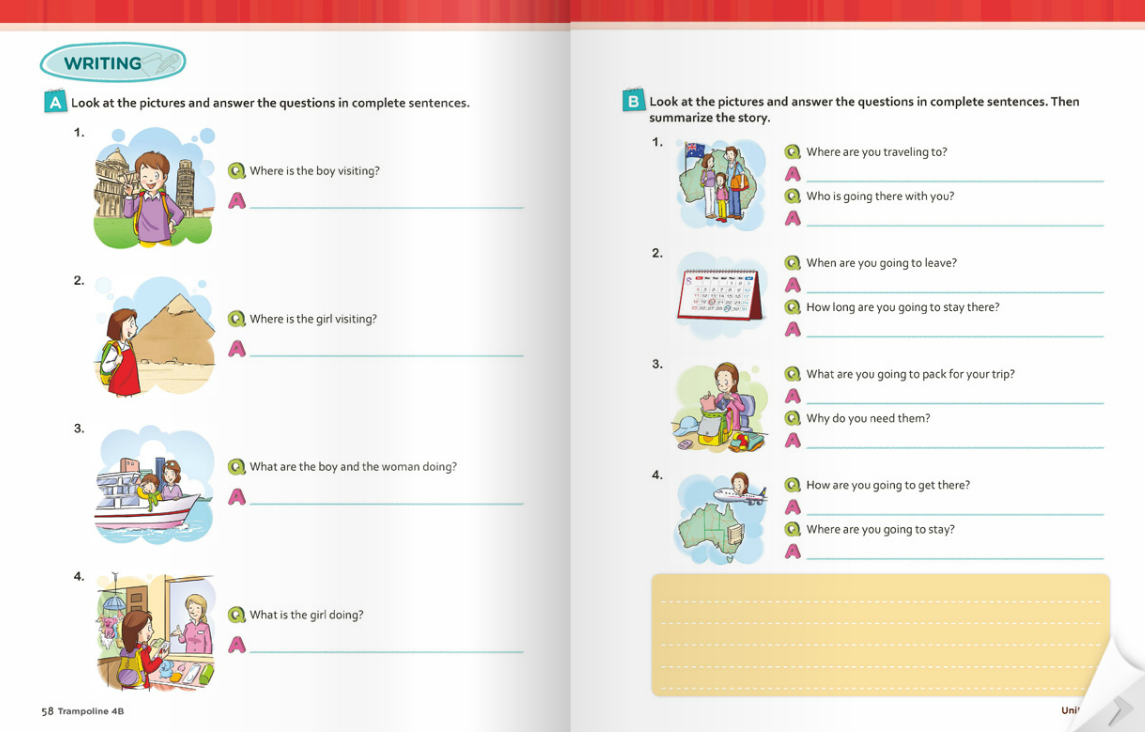 WRITING
A Look at the pictures and answer the questions in complete sentences.
1.
Q Where is the boy visiting?
A
2.
Q Where is the girl visiting?
A
3.
Q What are the boy and the woman doing?
A
4.
Q What is the girl doing?
A
58 Trampoline 4B
B Look at the pictures and answer the questions in complete sentences. Then
summarize the story.
1.
Q Where are you traveling to?
A
Q Who is going there with you?
A
2.
Q When are you going to leave?
A
Q How long are you going to stay there?
A
3.
Q What are you going to pack for your trip?
A
Q Why do you need them?
A
4.
Q How are you going to get there?
A
Q Where are you going to stay?
A